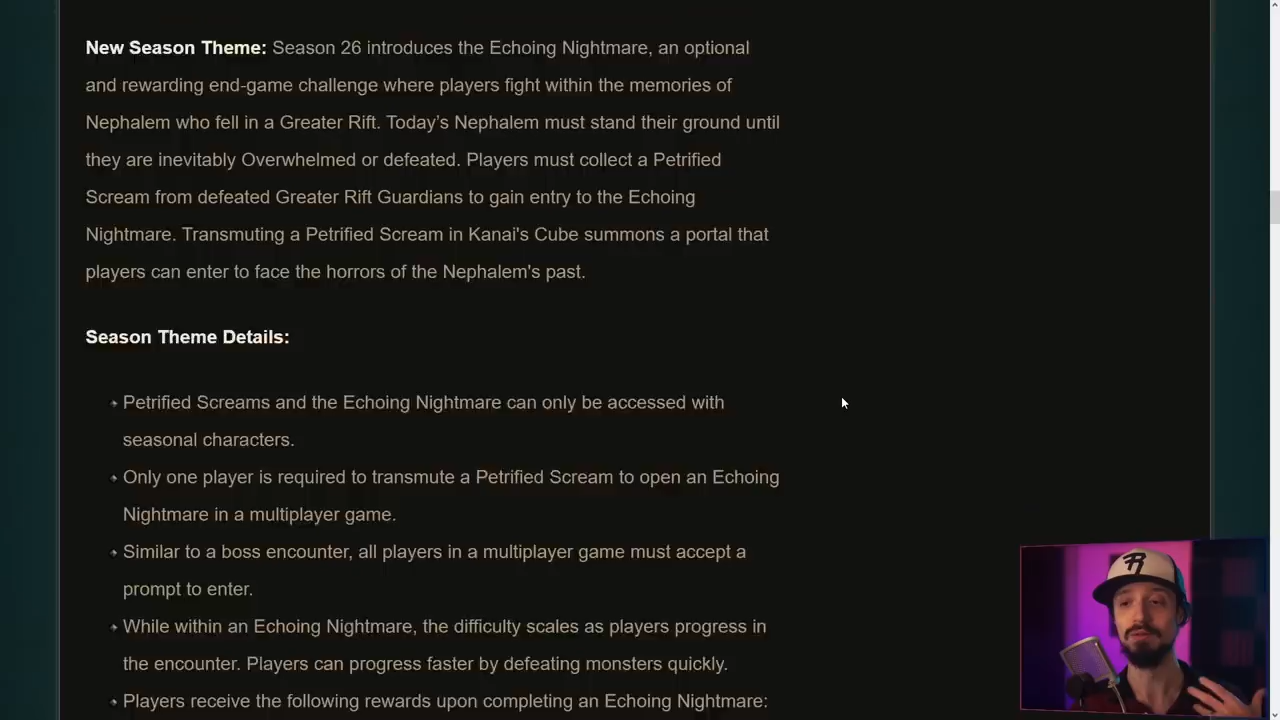 New Season Theme: Season 26 introduces the Echoing Nightmare, an optional
and rewarding end-game challenge where players fight within the memories of
Nephalem who fell in a Greater Rift. Today's Nephalem must stand their ground until
they are inevitably Overwhelmed or defeated. Players must collect a Petrified
Scream from defeated Greater Rift Guardians to gain entry to the Echoing
Nightmare. Transmuting a Petrified Scream in Kanai's Cube summons a portal that
players can enter to face the horrors of the Nephalem's past.
Season Theme Details:
Petrified Screams and the Echoing Nightmare can only be accessed with
seasonal characters.
Only one player is required to transmute a Petrified Scream to open an Echoing
Nightmare in a multiplayer game.
Similar to a boss encounter, all players in a multiplayer game must accept a
prompt to enter.
While within an Echoing Nightmare, the difficulty scales as players progress in
the encounter. Players can progress faster by defeating monsters quickly.
Players receive the following rewards upon completing an Echoing Nightmare: